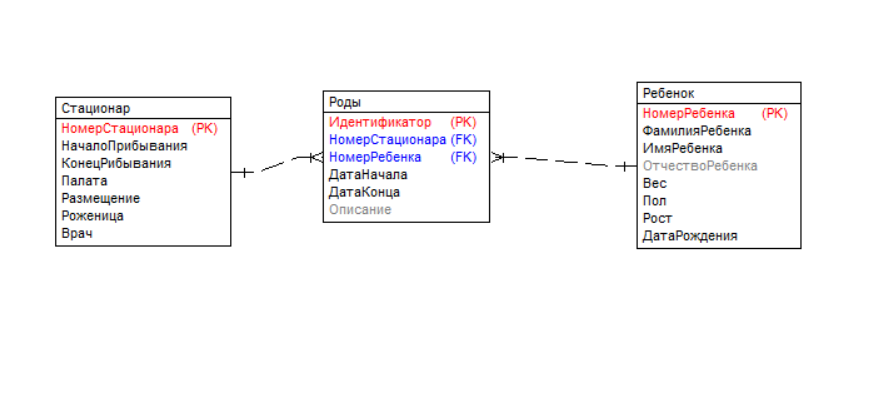 Стационар
НомерСтационара (PK)
НачалоПрибывания
КонецРибывания
Палата
Размещение
Роженица
Врач
Роды
Идентификатор (PK)
НомерСтационара (FK)
НомерРебенка (FK)
ДатаНачала
ДатаКонца
Описание
Ребенок
НомерРебенка (PK)
ФамилияРебенка
ИмяРебенка
ОтчествоРебенка
Вес
Пол
Рост
ДатаРождения